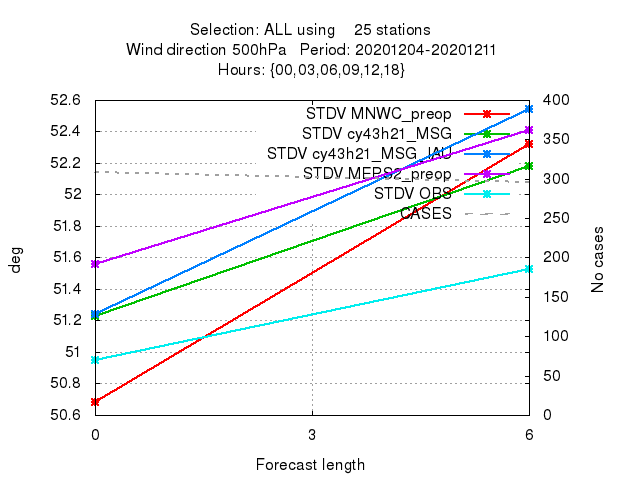 Selection: ALL using    25 stations
Wind direction 500hPa   Period: 20201204-20201211
Hours: {00,03,06,09,12,18}
52.6
52.4
52.2
52
51.8
51.6
51.4
51.2
51
50.8
50.6
deg
STDV MNWC_preop
STDV cy43h21_MSG
STDV cy43h21_MSG_IAU
STDV MEPS2_preop
STDV OBS
CASES
400
350
300
250
200
150
100
50
0
No cases
0 3 6
Forecast length